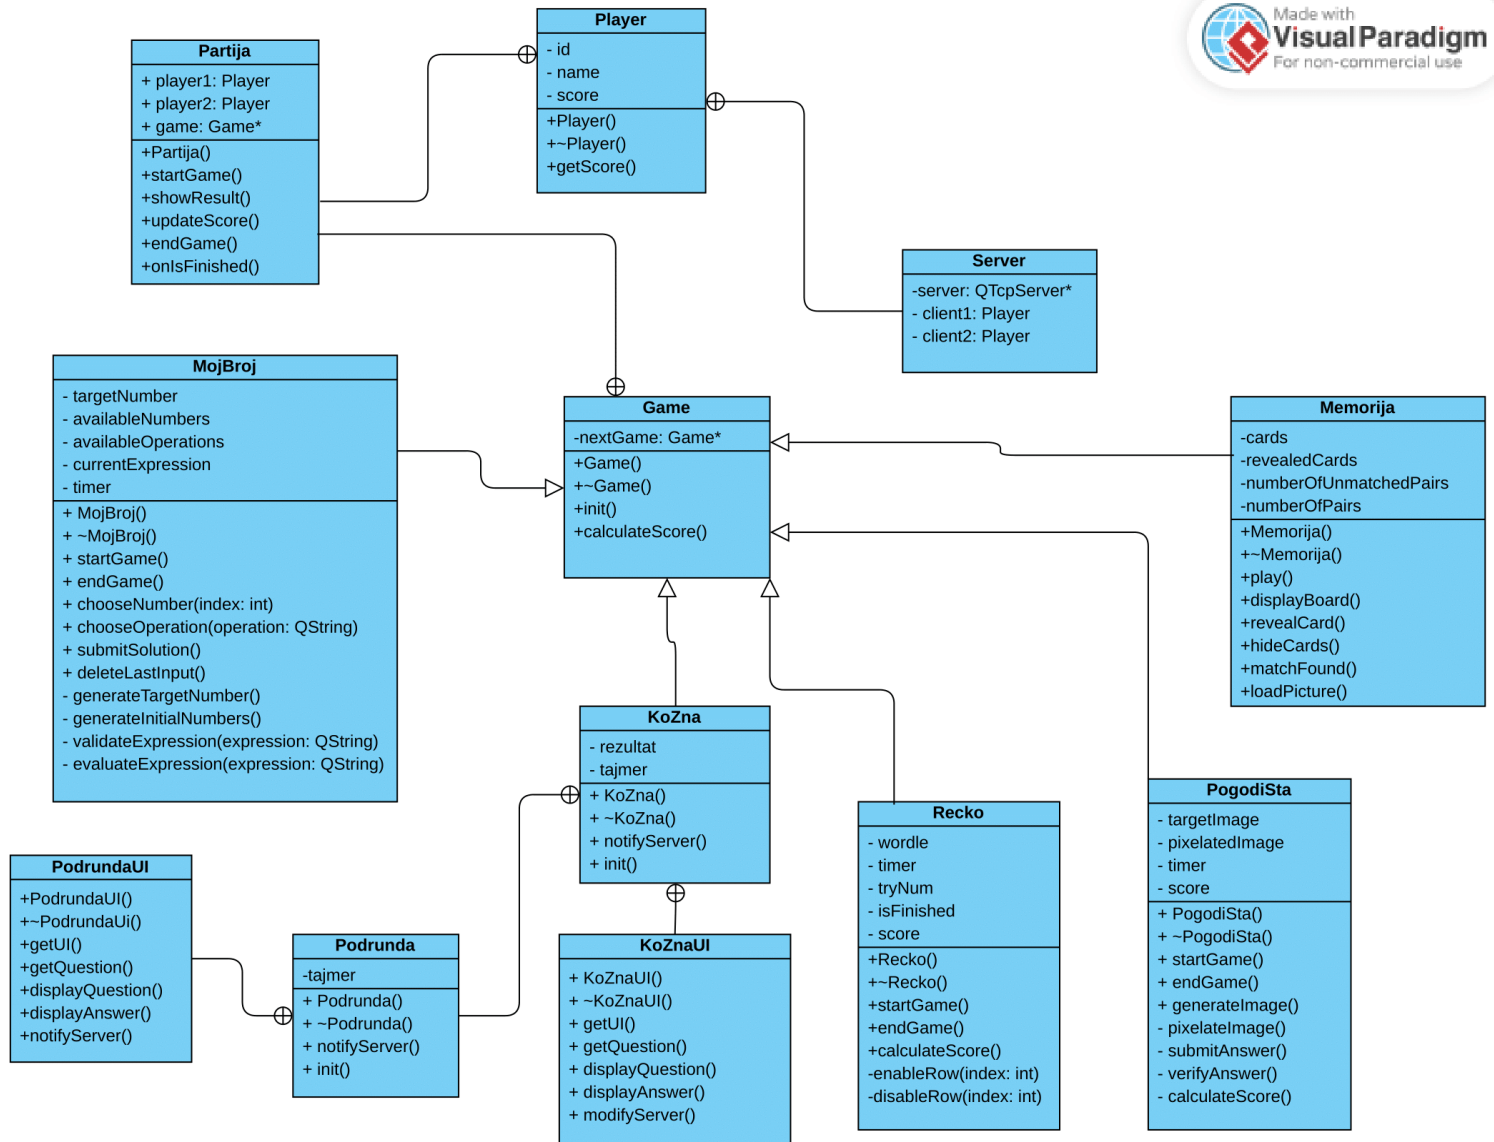 Made with
Visual Paradigm
For non-commercial use
Player
- id
- name
- score
+Player()
+~Player()
+getScore()
Partija
+ player1: Player
+ player2: Player
+ game: Game*
+Partija()
+startGame()
+showResult()
+updateScore()
+endGame()
+onIsFinished()
Server
-server: QTcpServer*
- client1: Player
- client2: Player
MojBroj
- targetNumber
- availableNumbers
- availableOperations
- currentExpression
- timer
+ MojBroj()
+ ~MojBroj()
+ startGame()
+ endGame()
+ chooseNumber(index: int)
+ chooseOperation(operation: QString)
+ submitSolution()
+ deleteLastInput()
- generateTargetNumber()
- generateInitialNumbers()
- validateExpression(expression: QString)
- evaluateExpression(expression: QString)
Game
-nextGame: Game*
+Game()
+~Game()
+init()
+calculateScore()
Memorija
-cards
-revealedCards
-numberOfUnmatchedPairs
-numberOfPairs
+Memorija()
+~Memorija()
+play()
+displayBoard()
+revealCard()
+hideCards()
+matchFound()
+loadPicture()
KoZna
- rezultat
- tajmer
+ KoZna()
+ ~KoZna()
+ notifyServer()
+ init()
PodrundaUI
+PodrundaUI()
+~PodrundaUi()
+getUI()
+getQuestion()
+displayQuestion()
+displayAnswer()
+notifyServer()
Podrunda
-tajmer
+ Podrunda()
+ ~Podrunda()
+ notifyServer()
+ init()
KoZnaUI
+ KoZnaUI()
+ ~KoZnaUI()
+ getUI()
+ getQuestion()
+ displayQuestion()
+ displayAnswer()
+ modifyServer()
Recko
- wordle
- timer
- tryNum
- isFinished
- score
+Recko()
+~Recko()
+startGame()
+endGame()
+calculateScore()
-enableRow(index: int)
-disableRow(index: int)
PogodiSta
- targetImage
- pixelatedImage
- timer
- score
+ PogodiSta()
+ ~PogodiSta()
+ startGame()
+ endGame()
+ generateImage()
- pixelateImage()
- submitAnswer()
- verifyAnswer()
- calculateScore()